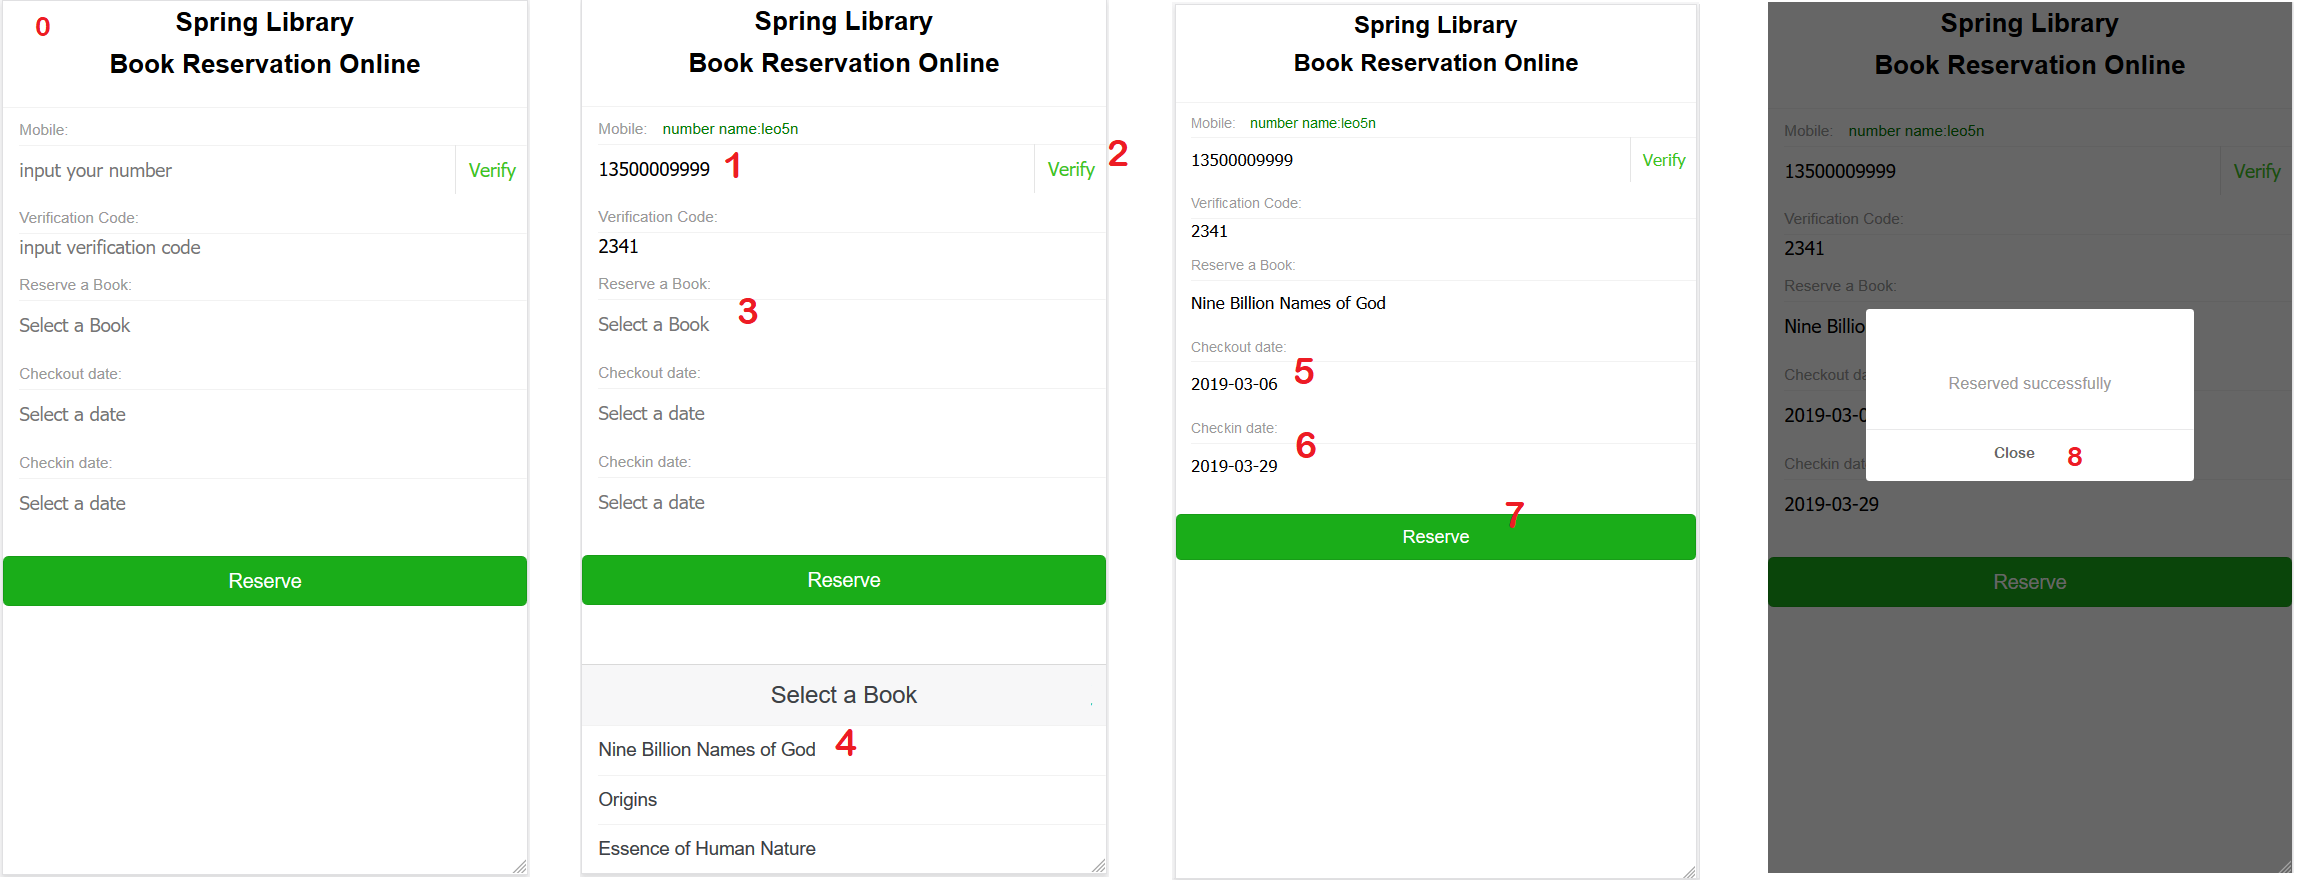 0
Spring Library
Book Reservation Online
Mobile:
input your number
Verify
Verification Code:
input verification code
Reserve a Book:
Select a Book
Checkout date:
Select a date
Checkin date:
Select a date
Reserve
Spring Library
Book Reservation Online
Mobile: number name:leo5n
13500009999 1
Verify 2
Verification Code:
2341
Reserve a Book:
Select a Book 3
Checkout date:
Select a date
Checkin date:
Select a date
Reserve
Select a Book
Nine Billion Names of God 4
Origins
Essence of Human Nature
Spring Library
Book Reservation Online
Mobile: number name:leo5n
13500009999
Verify
Verification Code:
2341
Reserve a Book:
Nine Billion Names of God
Checkout date:
2019-03-06 5
Checkin date:
6
2019-03-29
7
Reserve
Spring Library
Book Reservation Online
Mobile: number name:leo5n
13500009999
Verify
Verification Code:
2341
Reserve a Book:
Nine Billio
Checkout da
2019-03-0
Checkin dat
2019-03-29
Reserved successfully
Close 8
Reserve